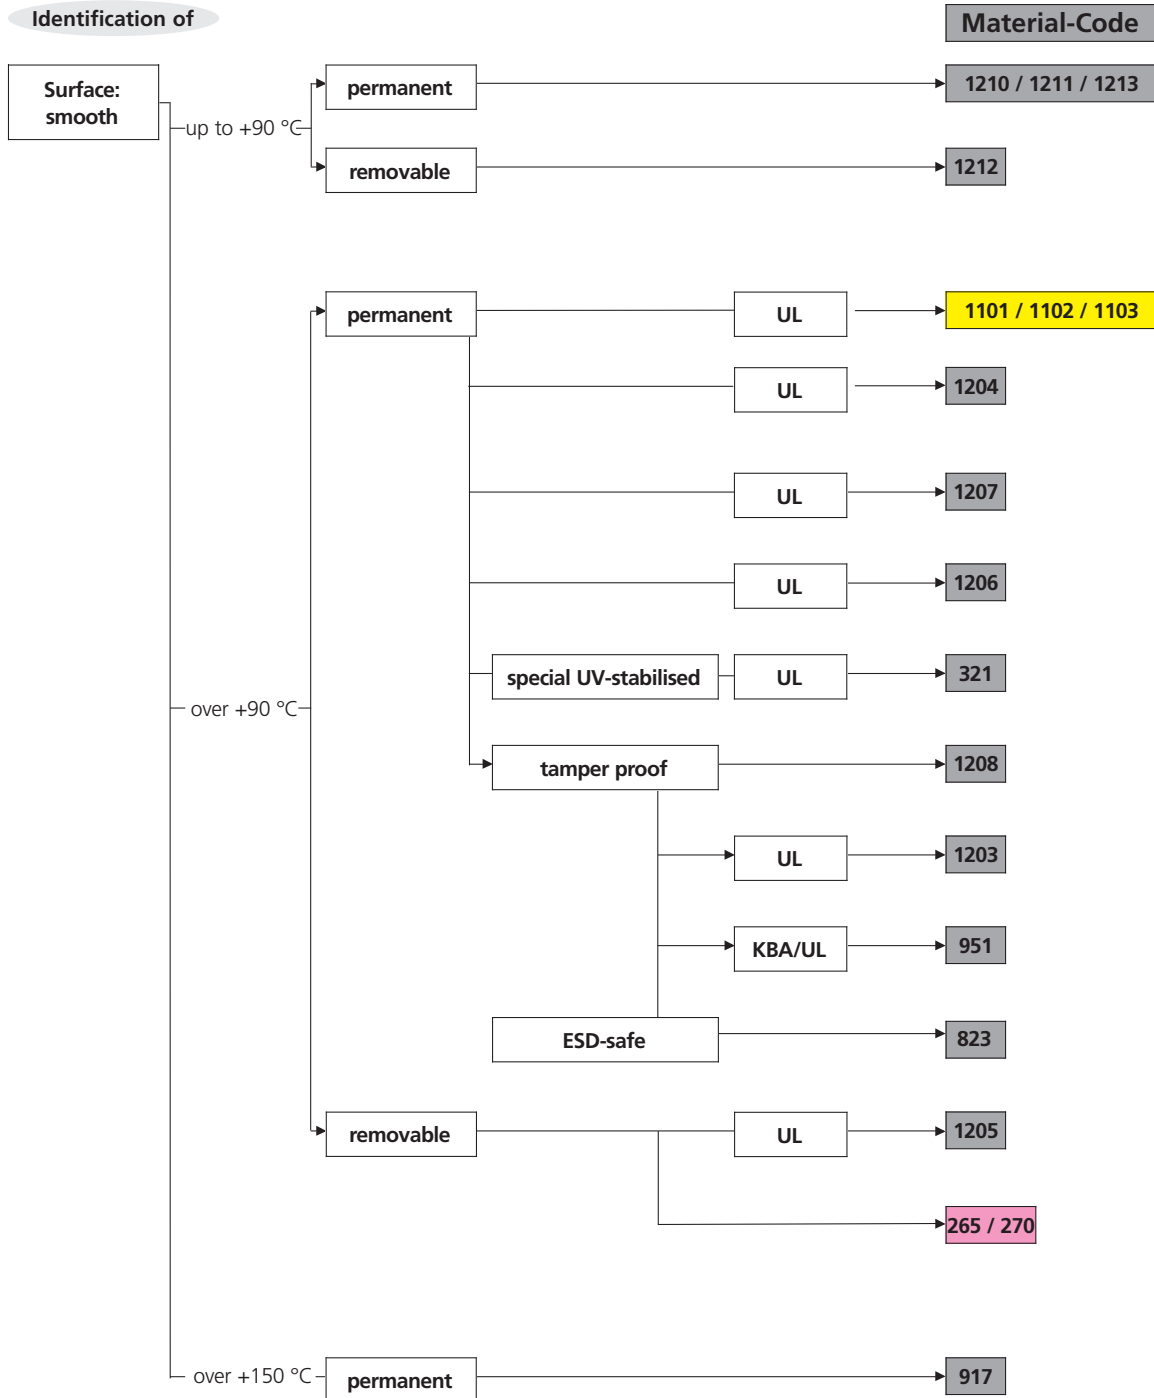 Identification of
Material-Code
Surface:
smooth
up to +90 °C
permanent
1210 / 1211 / 1213
removable
1212
over +90 °C
permanent
UL
1101 / 1102 / 1103
UL
1204
UL
1207
UL
1206
special UV-stabilised
UL
321
tamper proof
1208
UL
1203
KBA/UL
951
ESD-safe
823
removable
UL
1205
265 / 270
over +150 °C
permanent
917